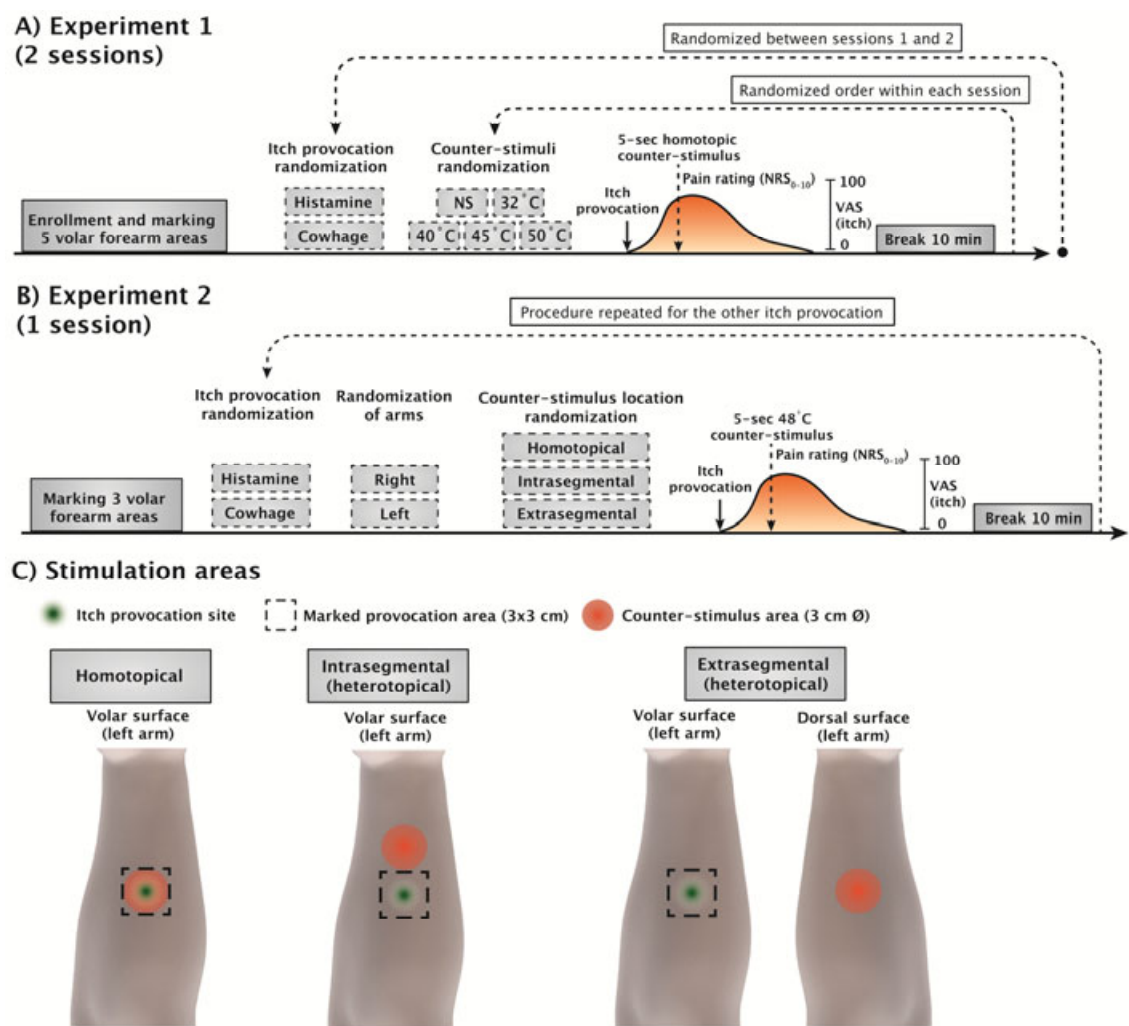 A) Experiment 1
(2 sessions)
Randomized between sessions 1 and 2
Randomized order within each session
Itch provocation
randomization
Counter-stimuli
randomization
5-sec homotopic
counter-stimulus
Pain rating (NRS₀₋₁₀)
Itch
provocation
Histamine
Cowhage
NS
32°C
40°C
45°C
50°C
100
VAS
(itch)
0
Enrollment and marking
5 volar forearm areas
Break 10 min
B) Experiment 2
(1 session)
Procedure repeated for the other itch provocation
Itch provocation
randomization
Randomization
of arms
Counter-stimulus location
randomization
5-sec 48°C
counter-stimulus
Pain rating (NRS₀₋₁₀)
Itch
provocation
Homotopical
Intrasegmental
Extrasegmental
Histamine
Cowhage
Right
Left
100
VAS
(itch)
0
Marking 3 volar
forearm areas
Break 10 min
C) Stimulation areas
Itch provocation site
Marked provocation area (3x3 cm)
Counter-stimulus area (3 cm Ø)
Homotopical
Volar surface
(left arm)
Intrasegmental
(heterotopical)
Volar surface
(left arm)
Extrasegmental
(heterotopical)
Volar surface
(left arm)
Dorsal surface
(left arm)